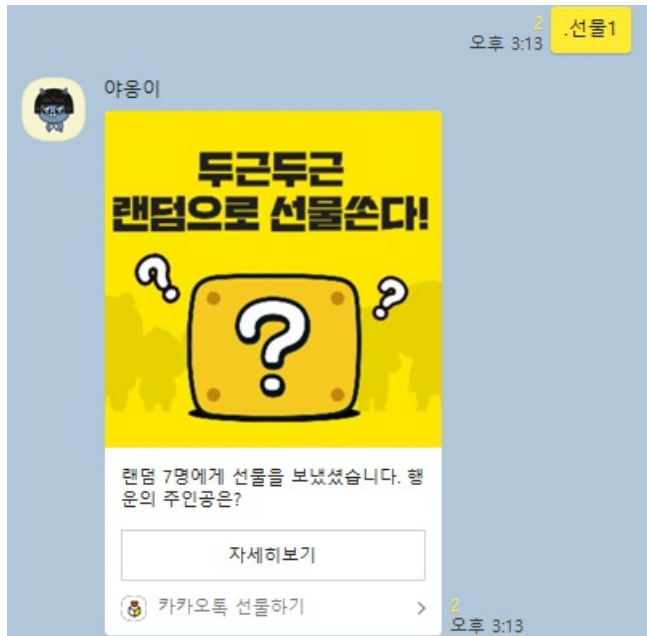 2
오후 3:13
.선물1
야옹이
두근두근
랜덤으로 선물쏜다!
?
?
?
랜덤 7명에게 선물을 보냈셨습니다. 행
운의 주인공은?
자세히보기
카카오톡 선물하기 >
2
오후 3:13